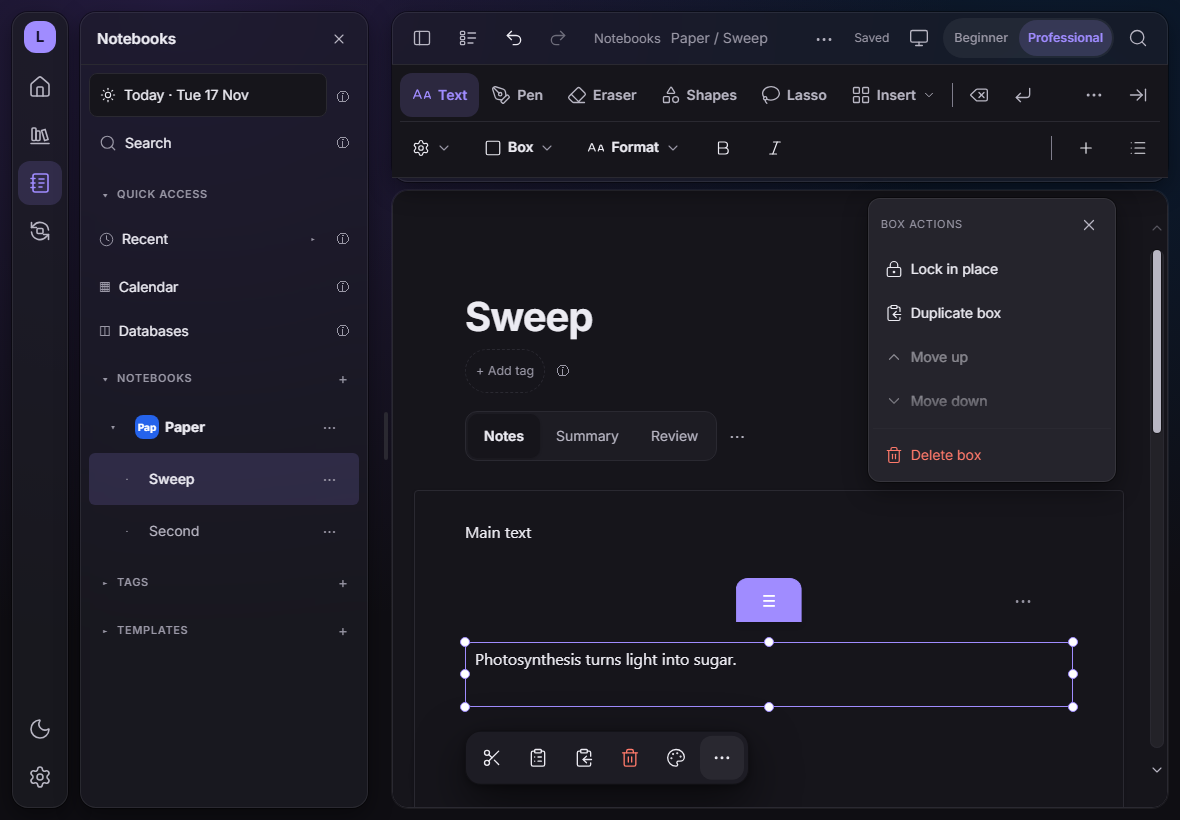 L
Notebooks
Today · Tue 17 Nov
Search
QUICK ACCESS
Recent
Calendar
Databases
NOTEBOOKS
Pap Paper
Sweep
Second
TAGS
TEMPLATES
Notebooks Paper / Sweep
Saved
Beginner Professional
AA Text Pen Eraser Shapes Lasso Insert
Box AA Format B I
Sweep
+ Add tag
Notes Summary Review
BOX ACTIONS
Lock in place
Duplicate box
Move up
Move down
Delete box
Main text
Photosynthesis turns light into sugar.